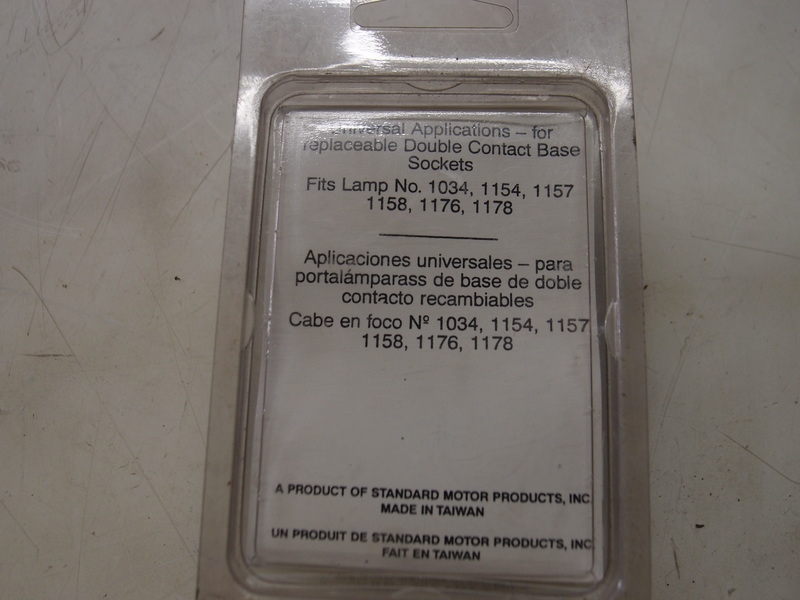 Universal Applications – for
replaceable Double Contact Base
Sockets
Fits Lamp No. 1034, 1154, 1157
1158, 1176, 1178
Aplicaciones universales – para
portalámparass de base de doble
contacto recambiables
Cabe en foco Nº 1034, 1154, 1157
1158, 1176, 1178
A PRODUCT OF STANDARD MOTOR PRODUCTS, INC.
MADE IN TAIWAN
UN PRODUIT DE STANDARD MOTOR PRODUCTS, INC.
FAIT EN TAIWAN